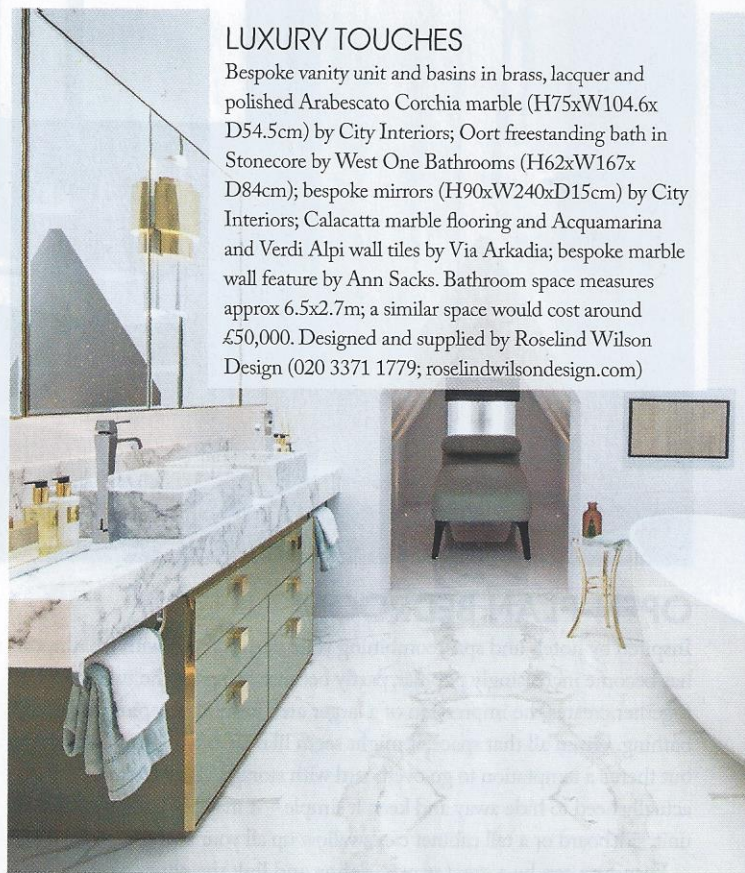 LUXURY TOUCHES
Bespoke vanity unit and basins in brass, lacquer and
polished Arabescato Corchia marble (H75xW104.6x
D54.5cm) by City Interiors; Oort freestanding bath in
Stonecore by West One Bathrooms (H62xW167x
D84cm); bespoke mirrors (H90xW240xD15cm) by City
Interiors; Calacatta marble flooring and Acquamarina
and Verdi Alpi wall tiles by Via Arkadia; bespoke marble
wall feature by Ann Sacks. Bathroom space measures
approx 6.5x2.7m; a similar space would cost around
£50,000. Designed and supplied by Roselind Wilson
Design (020 3371 1779; roselindwilsondesign.com)